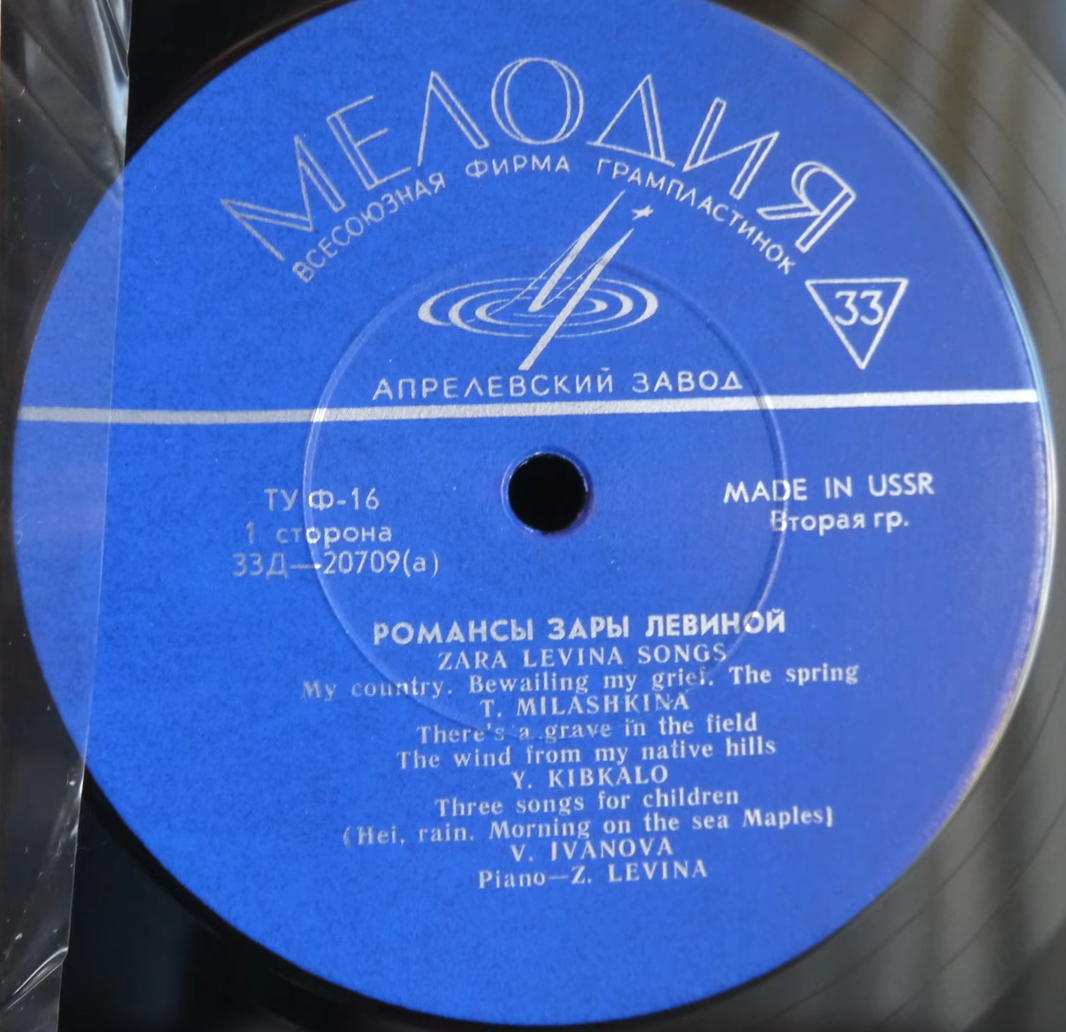 МЕЛОДИЯ
ВСЕСОЮЗНАЯ ФИРМА ГРАМПЛАСТИНОК
33
АПРЕЛЕВСКИЙ ЗАВОД
ТУ Ф-16
1 сторона
33Д—20709(а)
MADE IN USSR
Вторая гр.
РОМАНСЫ ЗАРЫ ЛЕВИНОЙ
ZARA LEVINA SONGS
My country. Bewailing my grief. The spring
T. MILASHKINA
There's a grave in the field
The wind from my native hills
Y. KIBKALO
Three songs for children
(Hei, rain. Morning on the sea Maples)
V. IVANOVA
Piano—Z. LEVINA